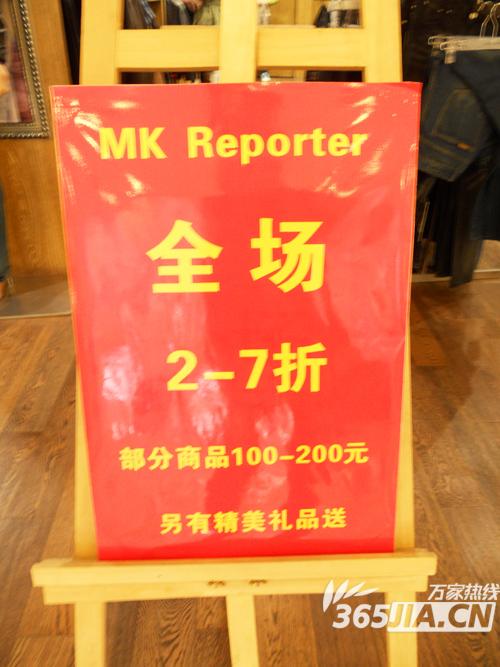 MK Reporter
全场
2-7折
部分商品100-200元
另有精美礼品送
万家热线
365JIA.CN